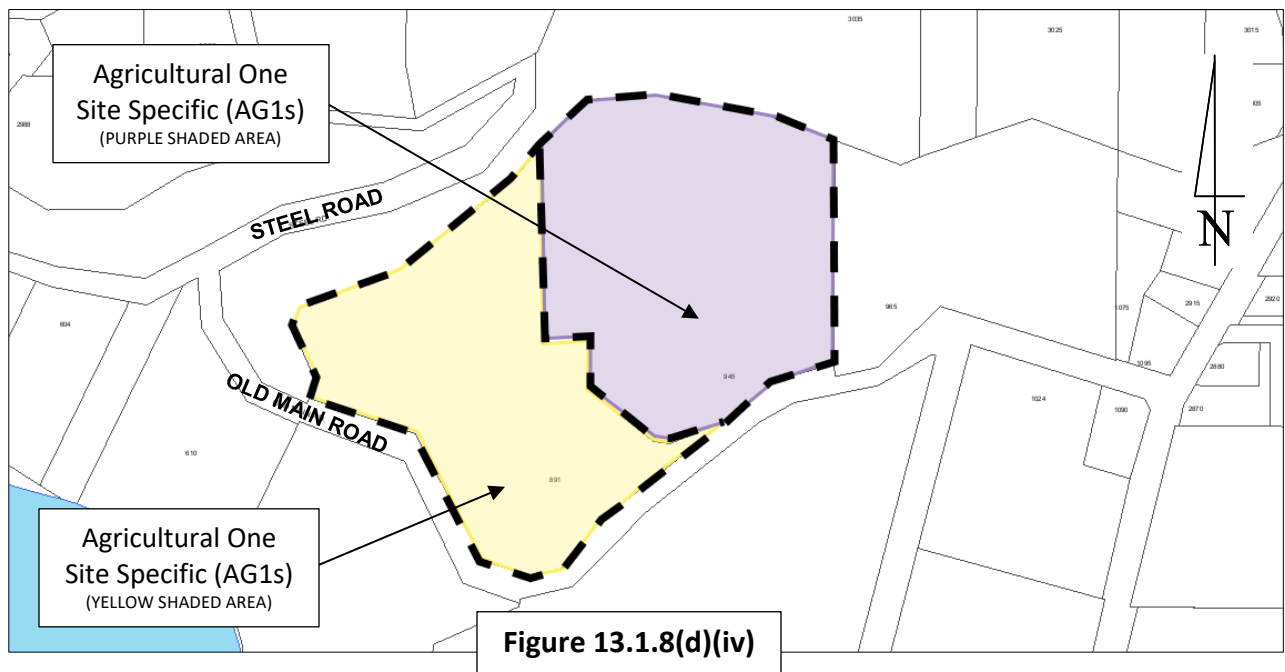 3035
3025
3015
Agricultural One
Site Specific (AG1s)
(PURPLE SHADED AREA)
2988
STEEL ROAD
N
965
1075
2915
2920
694
945
1095
2880
OLD MAIN ROAD
1024
1090
2870
610
891
Agricultural One
Site Specific (AG1s)
(YELLOW SHADED AREA)
Figure 13.1.8(d)(iv)